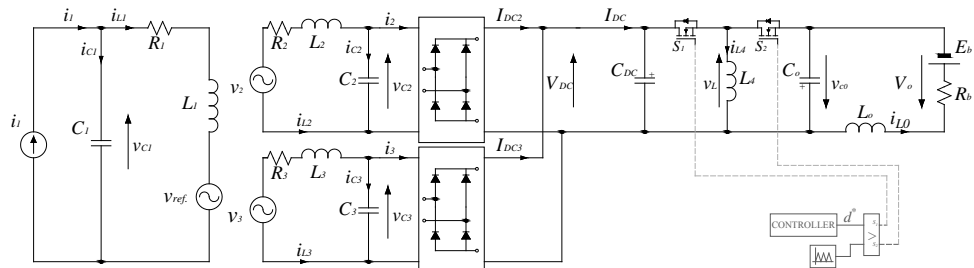 i1
iL1
R1
iC1
C1
vC1
L1
i1
vref.
R2
L2
iC2
i2
C2
vC2
v2
iL2
R3
L3
iC3
i3
C3
vC3
v3
iL3
IDC2
IDC
VDC
CDC
+
IDC3
S1
iL4
S2
vL
L4
Co
+
vc0
Vo
Eb
Rb
Lo
iL0
CONTROLLER
d*
>
s1
s2